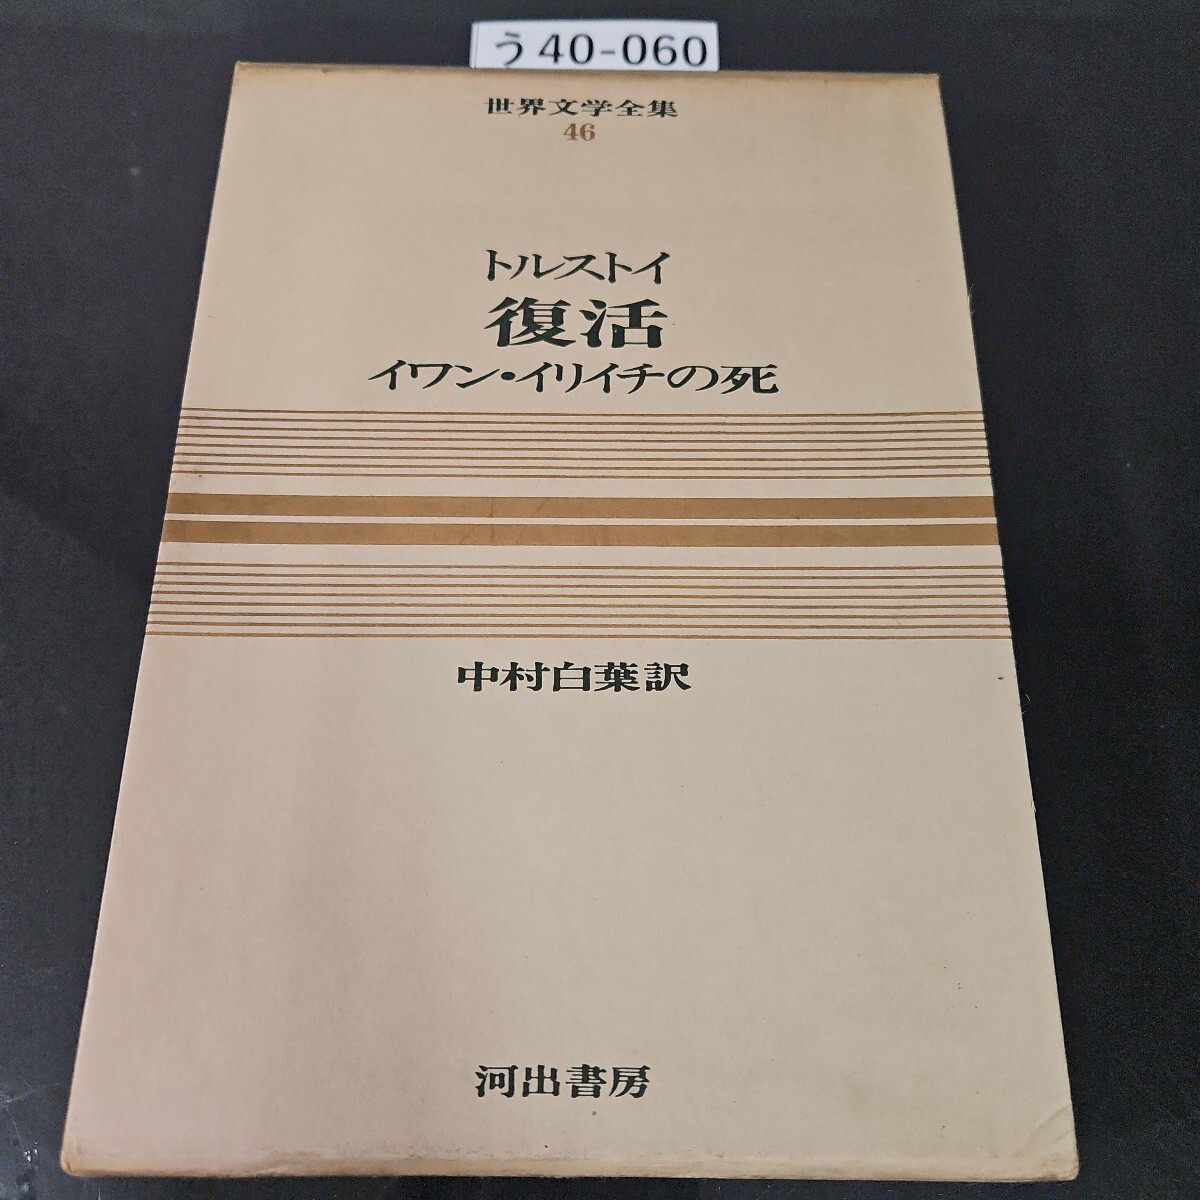 う40-060
世界文学全集
46
トルストイ
復活
イワン・イリイチの死
中村白葉訳
河出書房